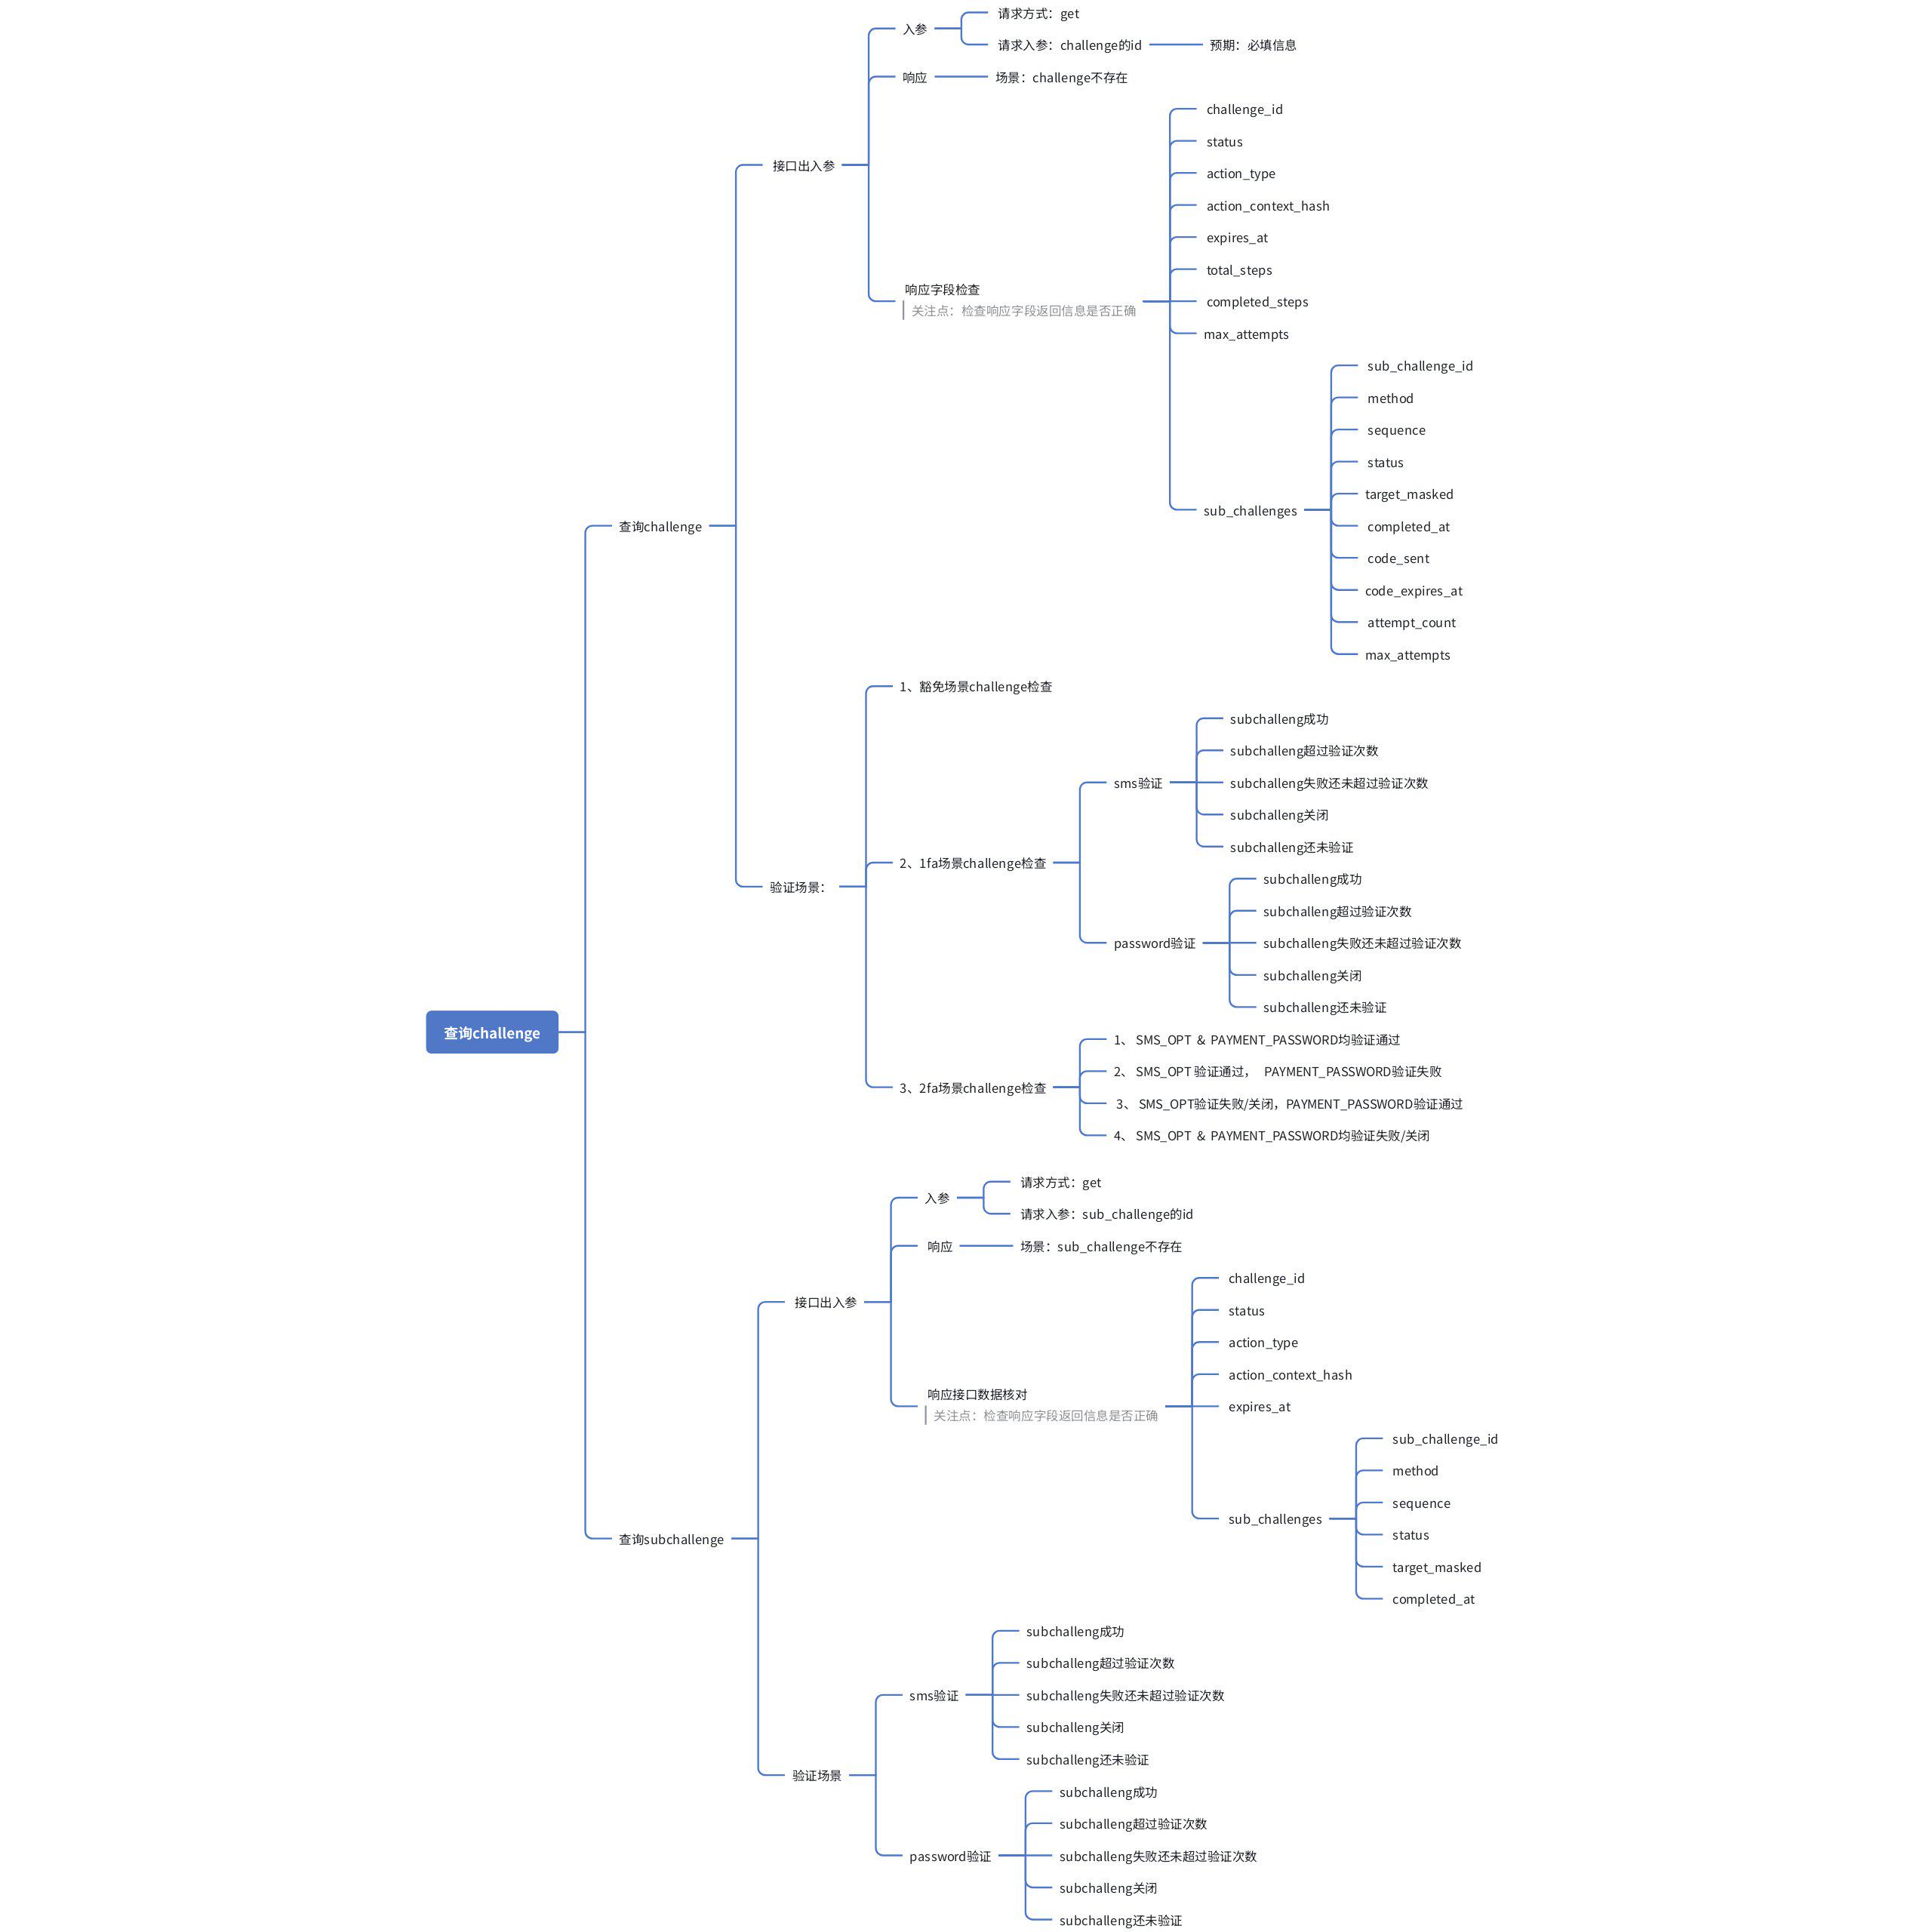 查询challenge
查询challenge
接口出入参
入参
请求方式：get
请求入参：challenge的id
预期：必填信息
响应
场景：challenge不存在
响应字段检查
关注点：检查响应字段返回信息是否正确
challenge_id
status
action_type
action_context_hash
expires_at
total_steps
completed_steps
max_attempts
sub_challenges
sub_challenge_id
method
sequence
status
target_masked
completed_at
code_sent
code_expires_at
attempt_count
max_attempts
验证场景：
1、豁免场景challenge检查
2、1fa场景challenge检查
sms验证
subchalleng成功
subchalleng超过验证次数
subchalleng失败还未超过验证次数
subchalleng关闭
subchalleng还未验证
password验证
subchalleng成功
subchalleng超过验证次数
subchalleng失败还未超过验证次数
subchalleng关闭
subchalleng还未验证
3、2fa场景challenge检查
1、 SMS_OPT & PAYMENT_PASSWORD均验证通过
2、 SMS_OPT 验证通过， PAYMENT_PASSWORD验证失败
3、 SMS_OPT验证失败/关闭，PAYMENT_PASSWORD验证通过
4、 SMS_OPT & PAYMENT_PASSWORD均验证失败/关闭
查询subchallenge
接口出入参
入参
请求方式：get
请求入参：sub_challenge的id
响应
场景：sub_challenge不存在
响应接口数据核对
关注点：检查响应字段返回信息是否正确
challenge_id
status
action_type
action_context_hash
expires_at
sub_challenges
sub_challenge_id
method
sequence
status
target_masked
completed_at
验证场景
sms验证
subchalleng成功
subchalleng超过验证次数
subchalleng失败还未超过验证次数
subchalleng关闭
subchalleng还未验证
password验证
subchalleng成功
subchalleng超过验证次数
subchalleng失败还未超过验证次数
subchalleng关闭
subchalleng还未验证